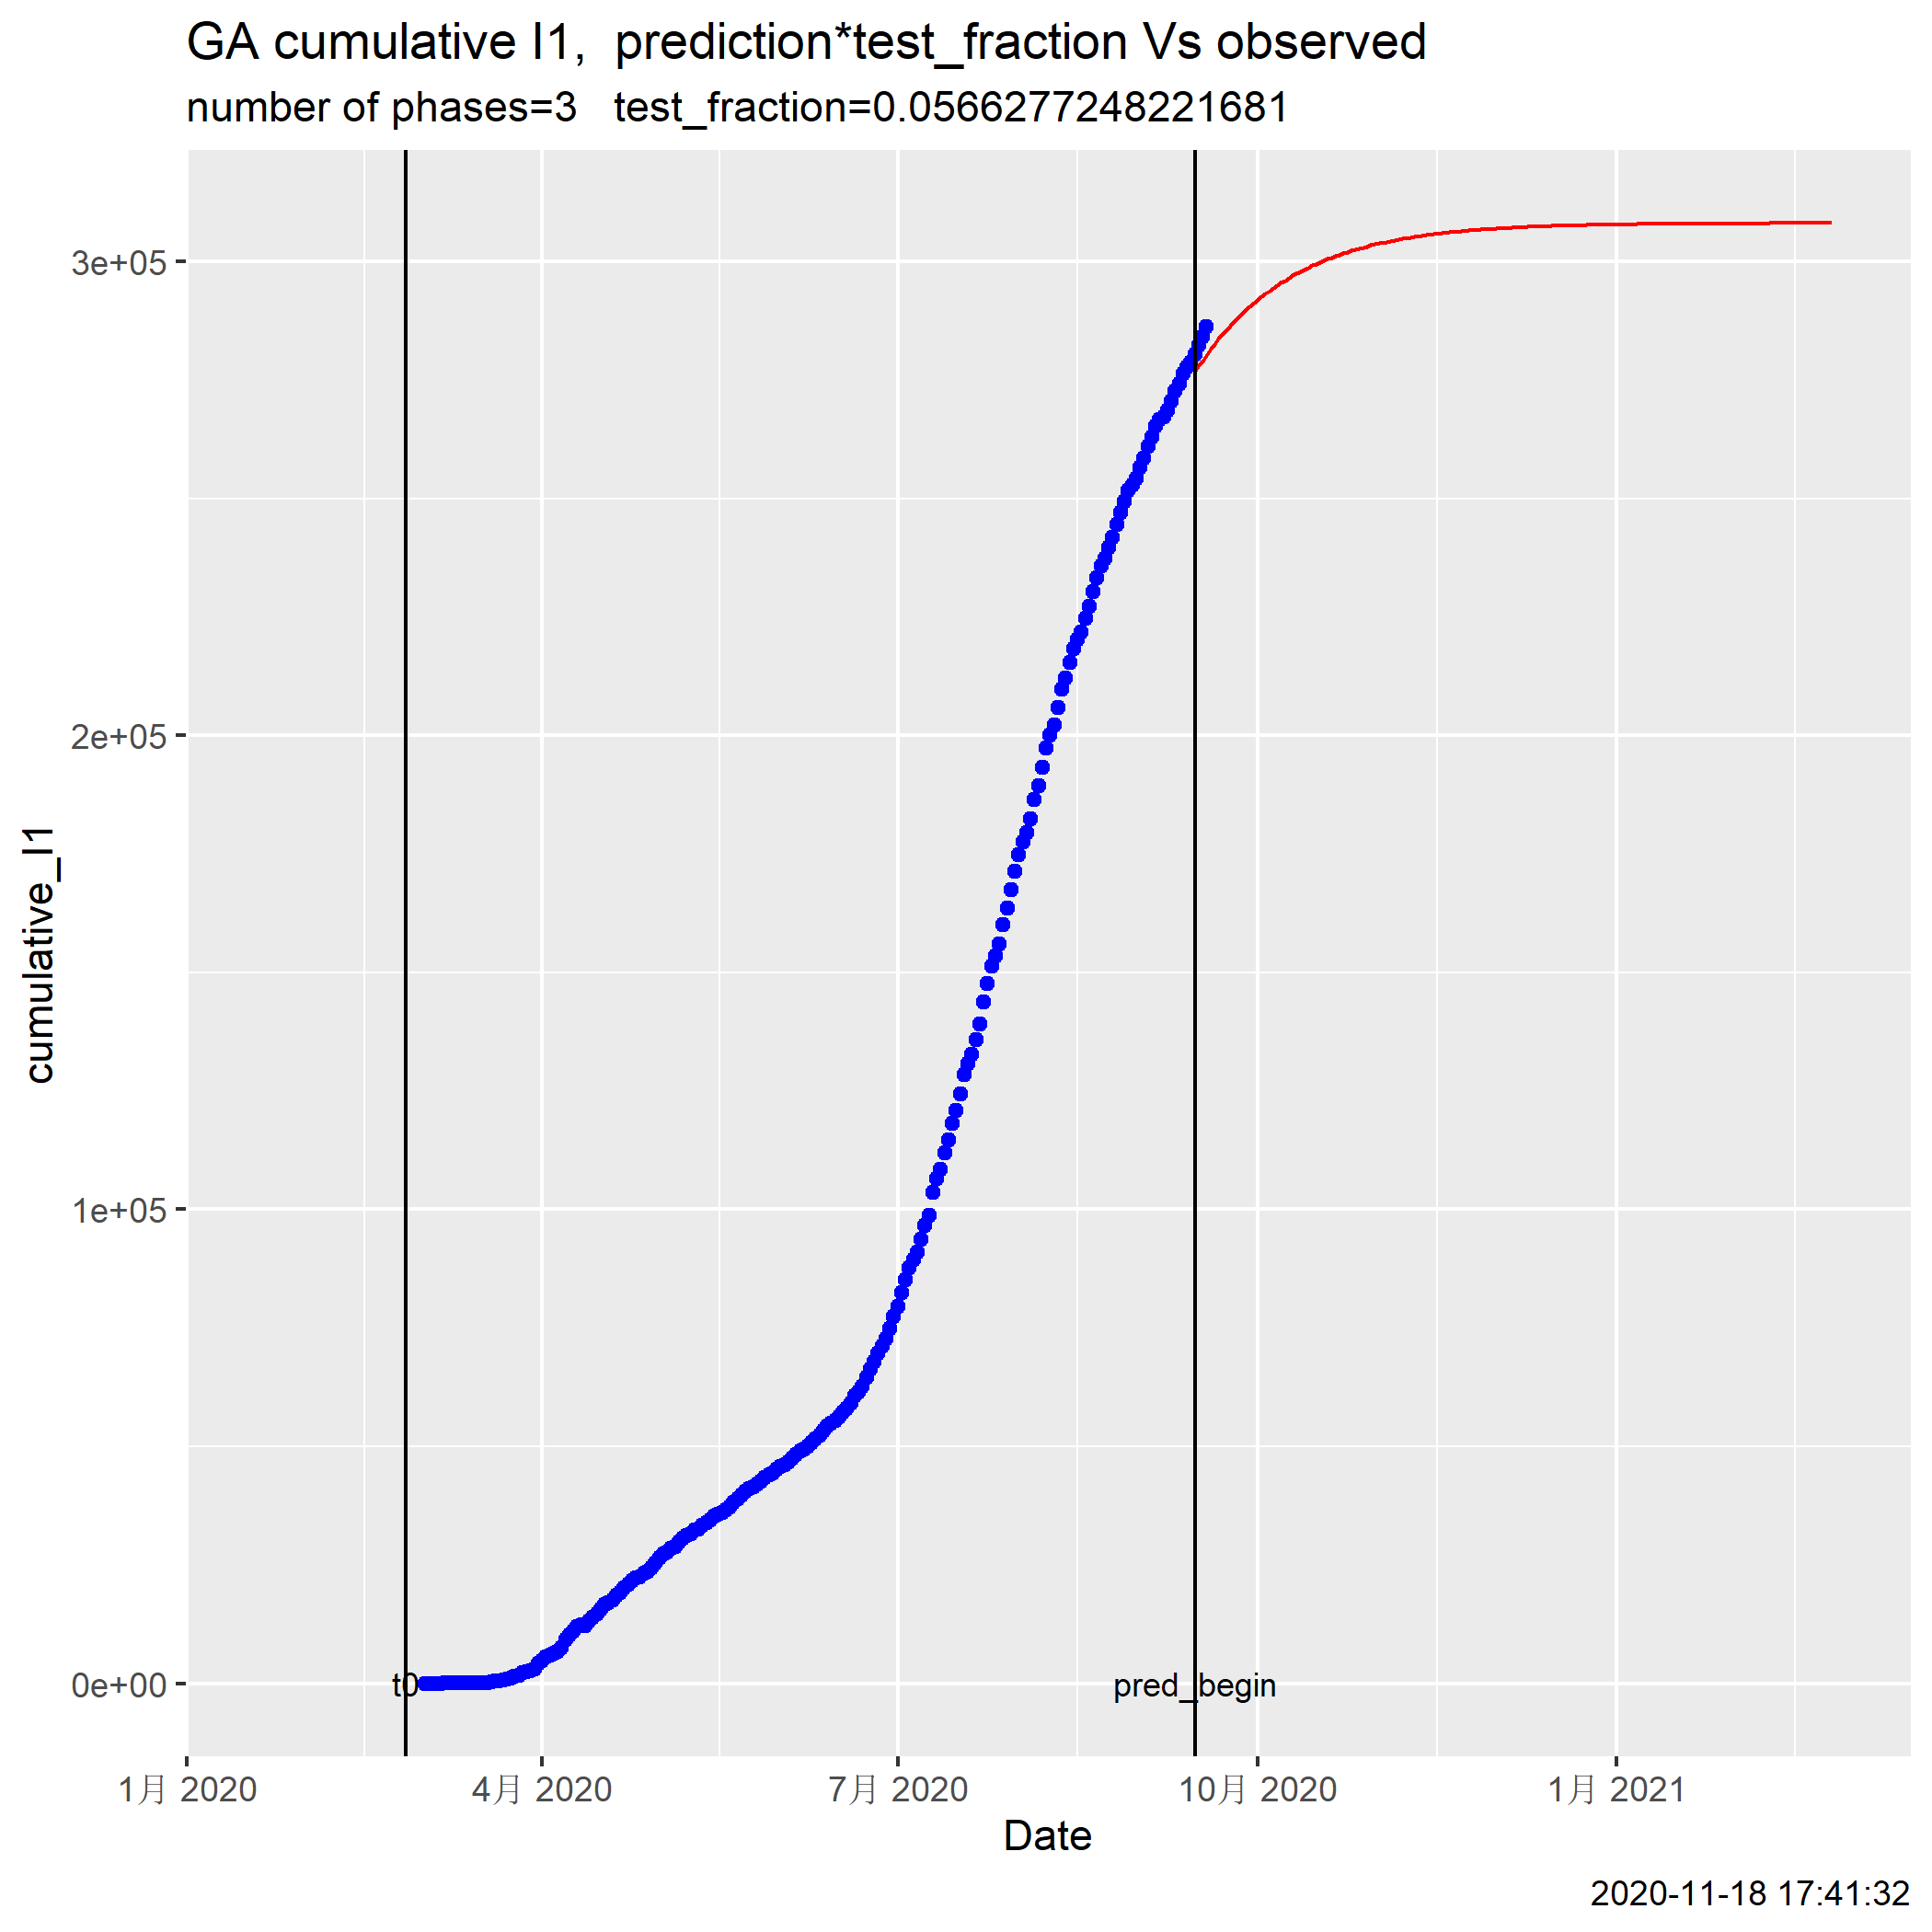 GA cumulative I1,  prediction*test_fraction Vs observed
number of phases=3   test_fraction=0.0566277248221681
3e+05
2e+05
1e+05
0e+00
cumulative_I1
t0
pred_begin
1月 2020
4月 2020
7月 2020
10月 2020
1月 2021
Date
2020-11-18 17:41:32